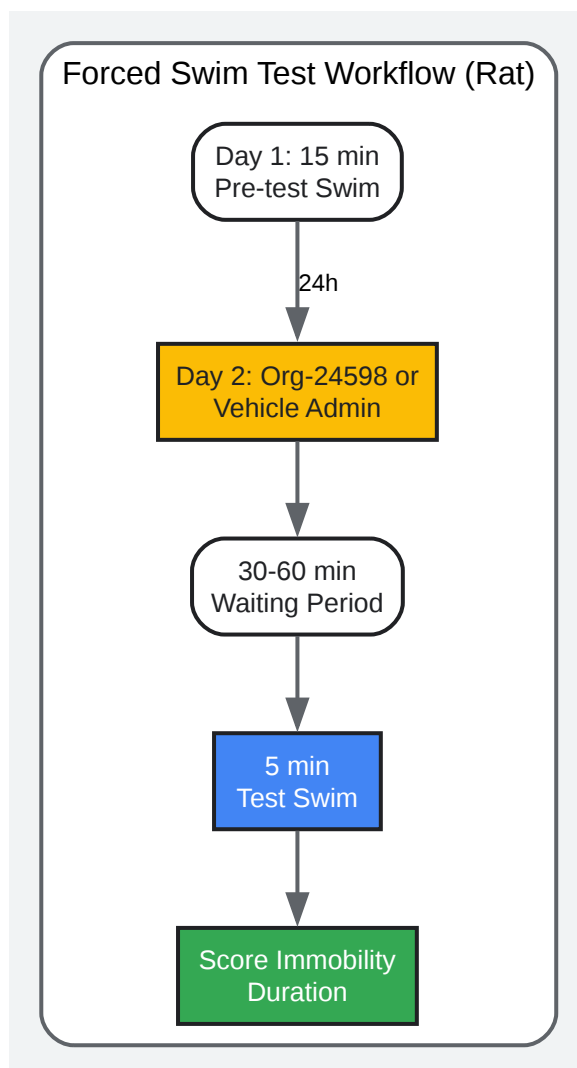 Forced Swim Test Workflow (Rat)
Day 1: 15 min
Pre-test Swim
24h
Day 2: Org-24598 or
Vehicle Admin
30-60 min
Waiting Period
5 min
Test Swim
Score Immobility
Duration